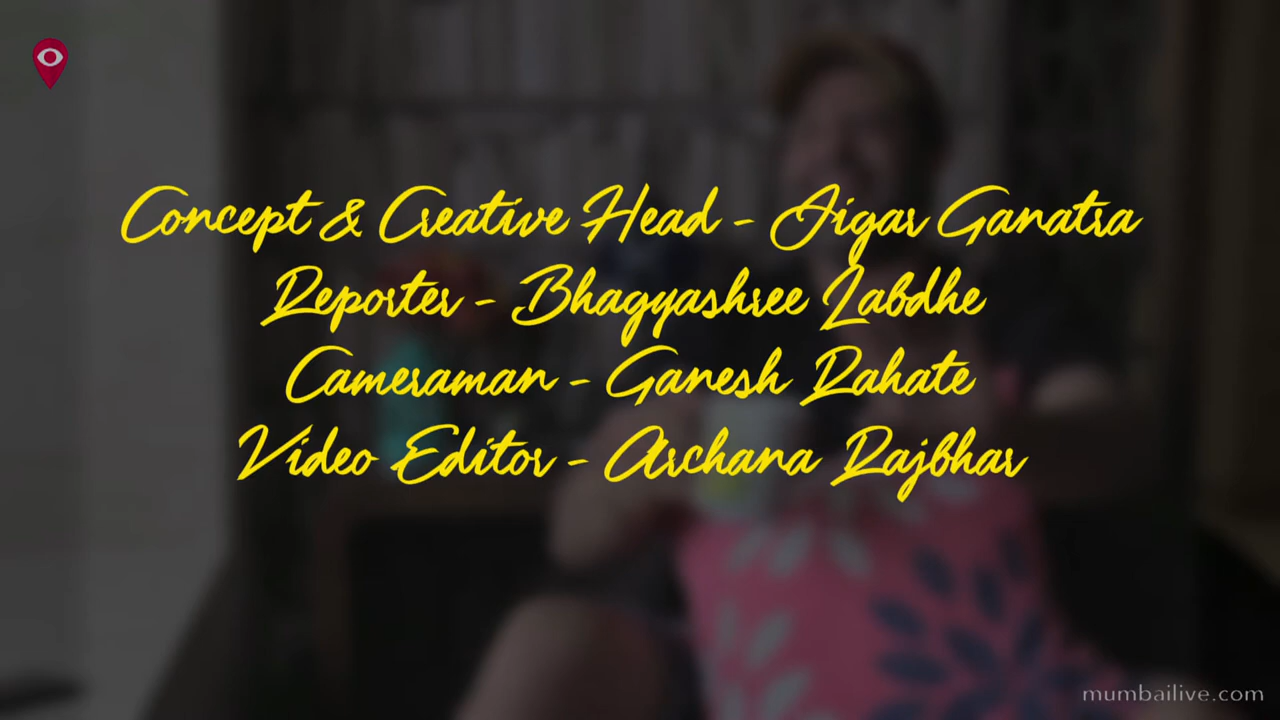 Concept & Creative Head - Jigar Ganatra
Reporter - Bhagyashree Labdhe
Cameraman - Ganesh Rahate
Video Editor - Archana Rajbhar
mumbailive.com